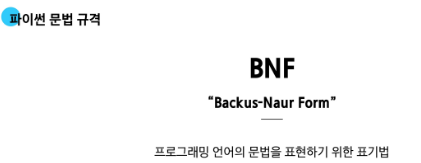 파이썬 문법 규격
BNF
“Backus-Naur Form”
프로그래밍 언어의 문법을 표현하기 위한 표기법